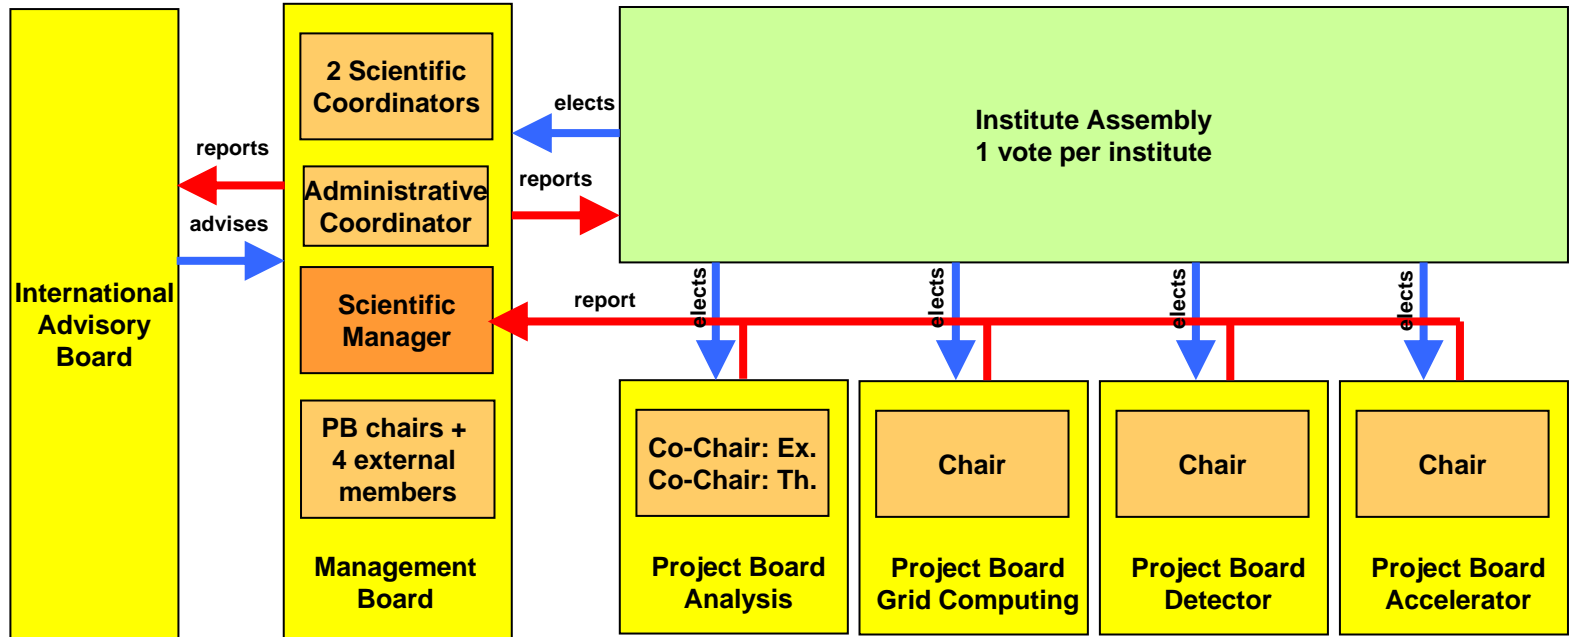 International
Advisory
Board
reports
advises
2 Scientific
Coordinators
Administrative
Coordinator
Scientific
Manager
PB chairs +
4 external
members
Management
Board
elects
reports
report
Institute Assembly
1 vote per institute
elects
elects
elects
elects
Co-Chair: Ex.
Co-Chair: Th.
Project Board
Analysis
Chair
Project Board
Grid Computing
Chair
Project Board
Detector
Chair
Project Board
Accelerator